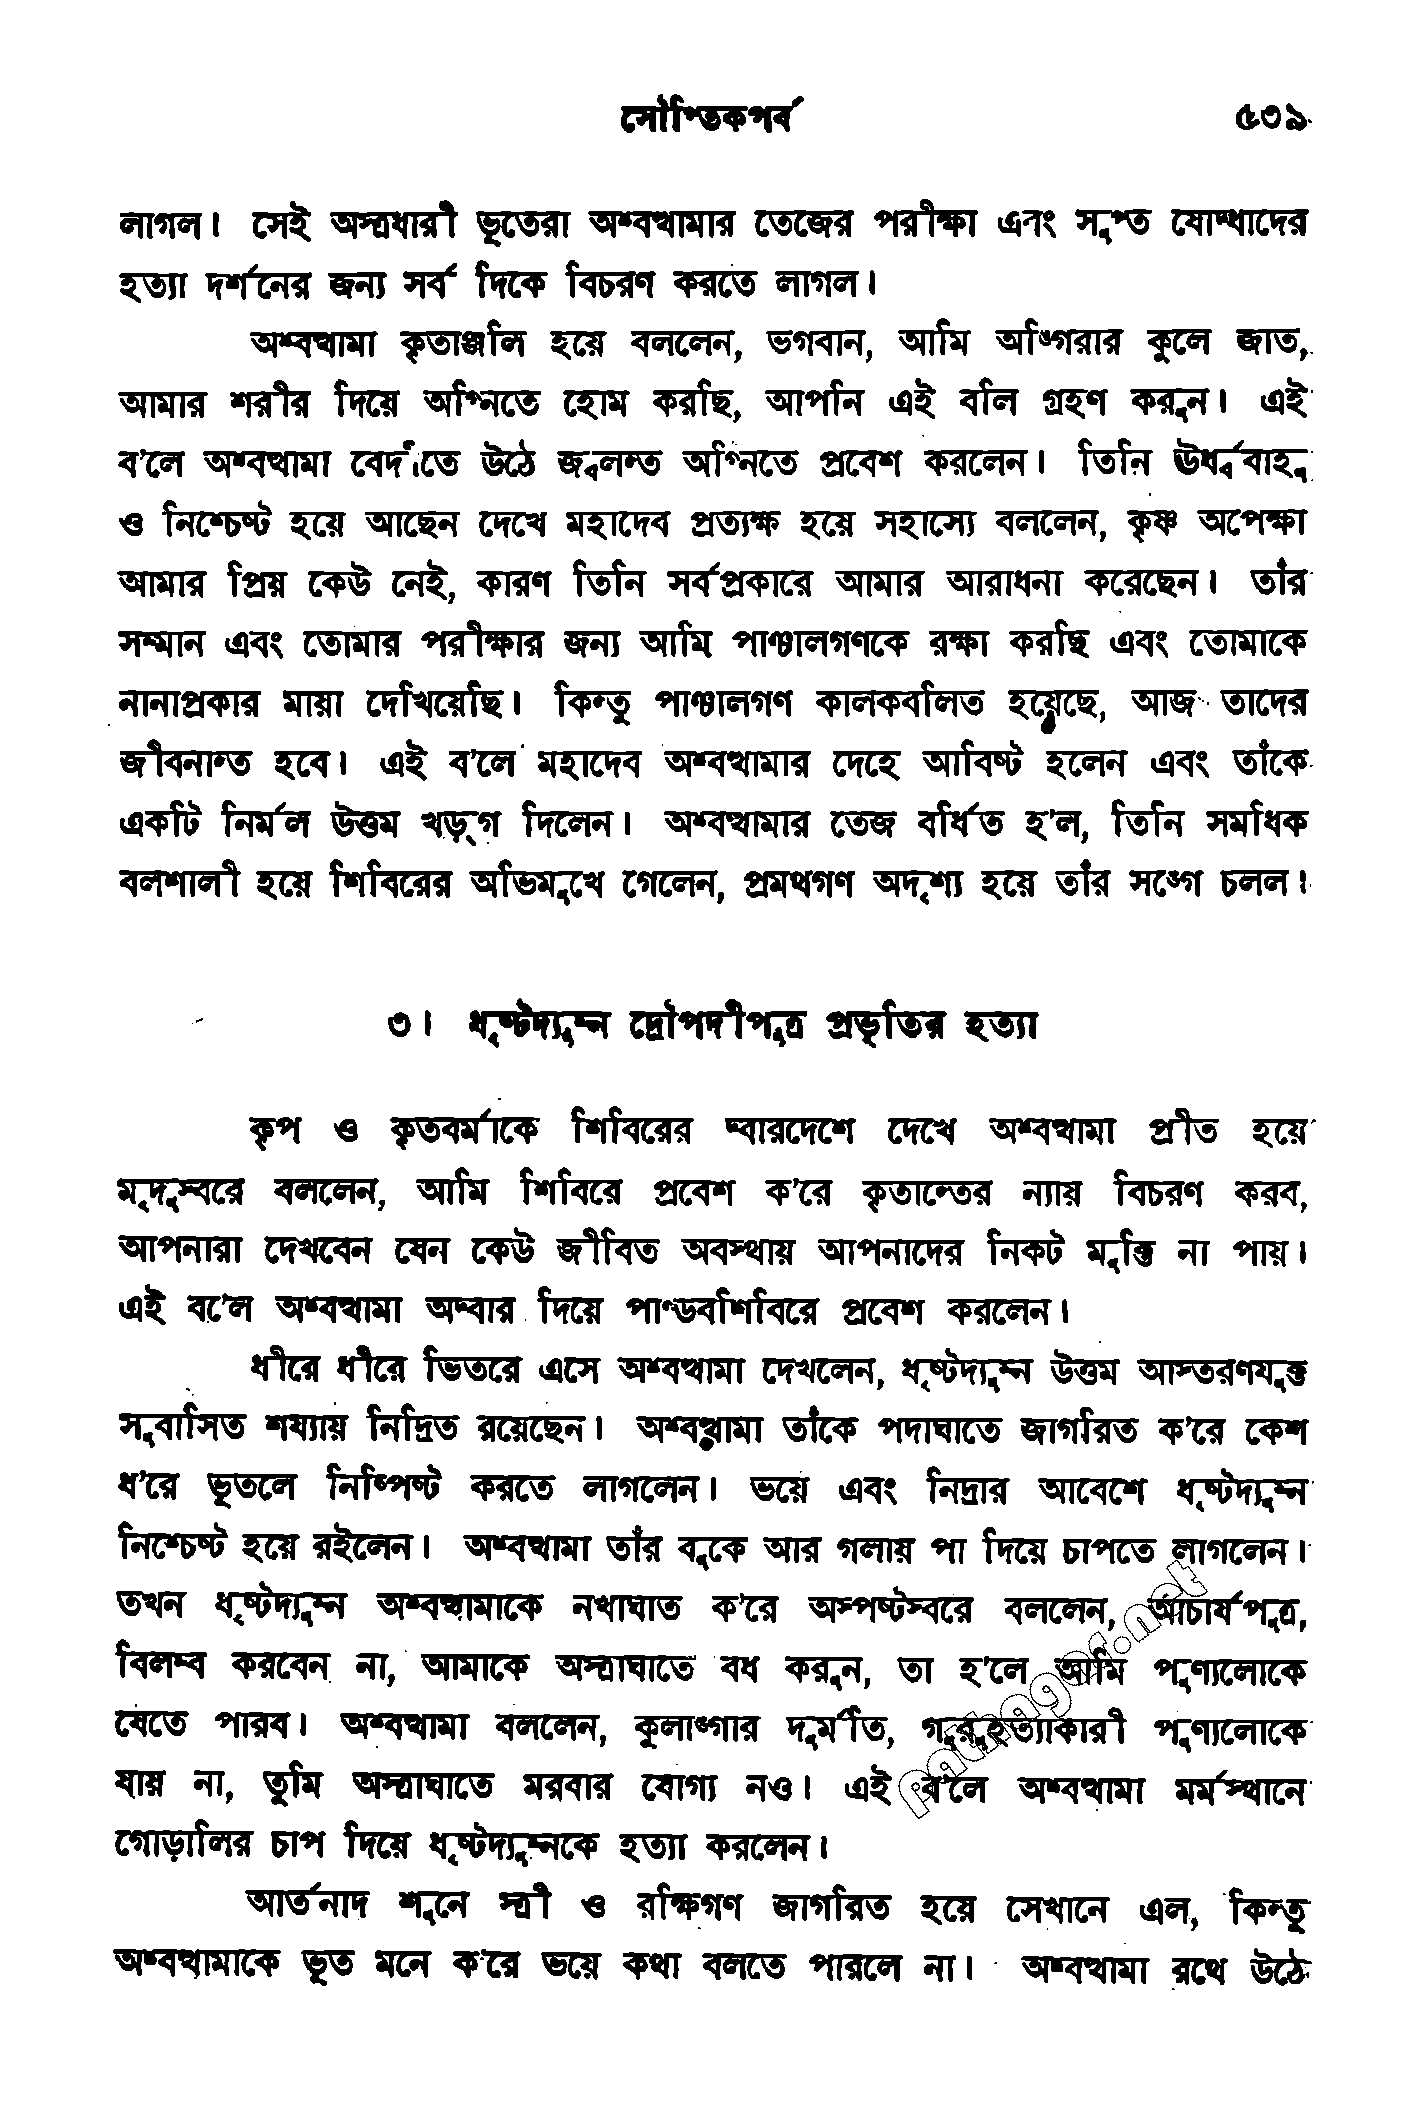 সৌপ্তিকপর্ব ৫৩৯
লাগল। সেই অস্ত্রধারী ভূতেরা অশ্বত্থামার তেজের পরীক্ষা এবং সুপ্ত যোদ্ধাদের
হত্যা দর্শনের জন্য সর্ব দিকে বিচরণ করতে লাগল।
অশ্বত্থামা কৃতাঞ্জলি হয়ে বললেন, ভগবান, আমি অঙ্গিরার কুলে জাত,
আমার শরীর দিয়ে অগ্নিতে হোম করছি, আপনি এই বলি গ্রহণ করুন। এই
ব’লে অশ্বত্থামা বেদীতে উঠে জ্বলন্ত অগ্নিতে প্রবেশ করলেন। তিনি ঊর্ধ্ববাহু
ও নিশ্চেষ্ট হয়ে আছেন দেখে মহাদেব প্রত্যক্ষ হয়ে সহাস্যে বললেন, কৃষ্ণ অপেক্ষা
আমার প্রিয় কেউ নেই, কারণ তিনি সর্বপ্রকারে আমার আরাধনা করেছেন। তাঁর
সম্মান এবং তোমার পরীক্ষার জন্য আমি পাঞ্চালগণকে রক্ষা করছি এবং তোমাকে
নানাপ্রকার মায়া দেখিয়েছি। কিন্তু পাঞ্চালগণ কালকবলিত হয়েছে, আজ তাদের
জীবনান্ত হবে। এই ব’লে মহাদেব অশ্বত্থামার দেহে আবিষ্ট হলেন এবং তাঁকে
একটি নির্মল উত্তম খড়্‌গ দিলেন। অশ্বত্থামার তেজ বর্ধিত হ’ল, তিনি সমধিক
বলশালী হয়ে শিবিরের অভিমুখে গেলেন, প্রমথগণ অদৃশ্য হয়ে তাঁর সঙ্গে চলল।
৩। ধৃষ্টদ্যুম্ন দ্রৌপদীপুত্র প্রভৃতির হত্যা
কৃপ ও কৃতবর্মাকে শিবিরের দ্বারদেশে দেখে অশ্বত্থামা প্রীত হয়ে
মৃদুস্বরে বললেন, আমি শিবিরে প্রবেশ ক’রে কৃতান্তের ন্যায় বিচরণ করব,
আপনারা দেখবেন যেন কেউ জীবিত অবস্থায় আপনাদের নিকট মুক্তি না পায়।
এই ব’লে অশ্বত্থামা অদ্বার দিয়ে পাণ্ডবশিবিরে প্রবেশ করলেন।
ধীরে ধীরে ভিতরে এসে অশ্বত্থামা দেখলেন, ধৃষ্টদ্যুম্ন উত্তম আস্তরণযুক্ত
সুবাসিত শয্যায় নিদ্রিত রয়েছেন। অশ্বত্থামা তাঁকে পদাঘাতে জাগরিত ক’রে কেশ
ধ’রে ভূতলে নিষ্পিষ্ট করতে লাগলেন। ভয়ে এবং নিদ্রার আবেশে ধৃষ্টদ্যুম্ন
নিশ্চেষ্ট হয়ে রইলেন। অশ্বত্থামা তাঁর বুকে আর গলায় পা দিয়ে চাপতে লাগলেন।
তখন ধৃষ্টদ্যুম্ন অশ্বত্থামাকে নখাঘাত ক’রে অস্পষ্টস্বরে বললেন, আচার্যপুত্র,
বিলম্ব করবেন না, আমাকে অস্ত্রাঘাতে বধ করুন, তা হ’লে আমি পুণ্যলোকে
যেতে পারব। অশ্বত্থামা বললেন, কুলাঙ্গার দুর্মতি, গুরুহত্যাকারী পুণ্যলোকে
যায় না, তুমি অস্ত্রাঘাতে মরবার যোগ্য নও। এই ব’লে অশ্বত্থামা মর্মস্থানে
গোড়ালির চাপ দিয়ে ধৃষ্টদ্যুম্নকে হত্যা করলেন।
আর্তনাদ শুনে স্ত্রী ও রক্ষিগণ জাগরিত হয়ে সেখানে এল, কিন্তু
অশ্বত্থামাকে ভূত মনে ক’রে ভয়ে কথা বলতে পারলে না। অশ্বত্থামা রথে উঠে
pathagar.net